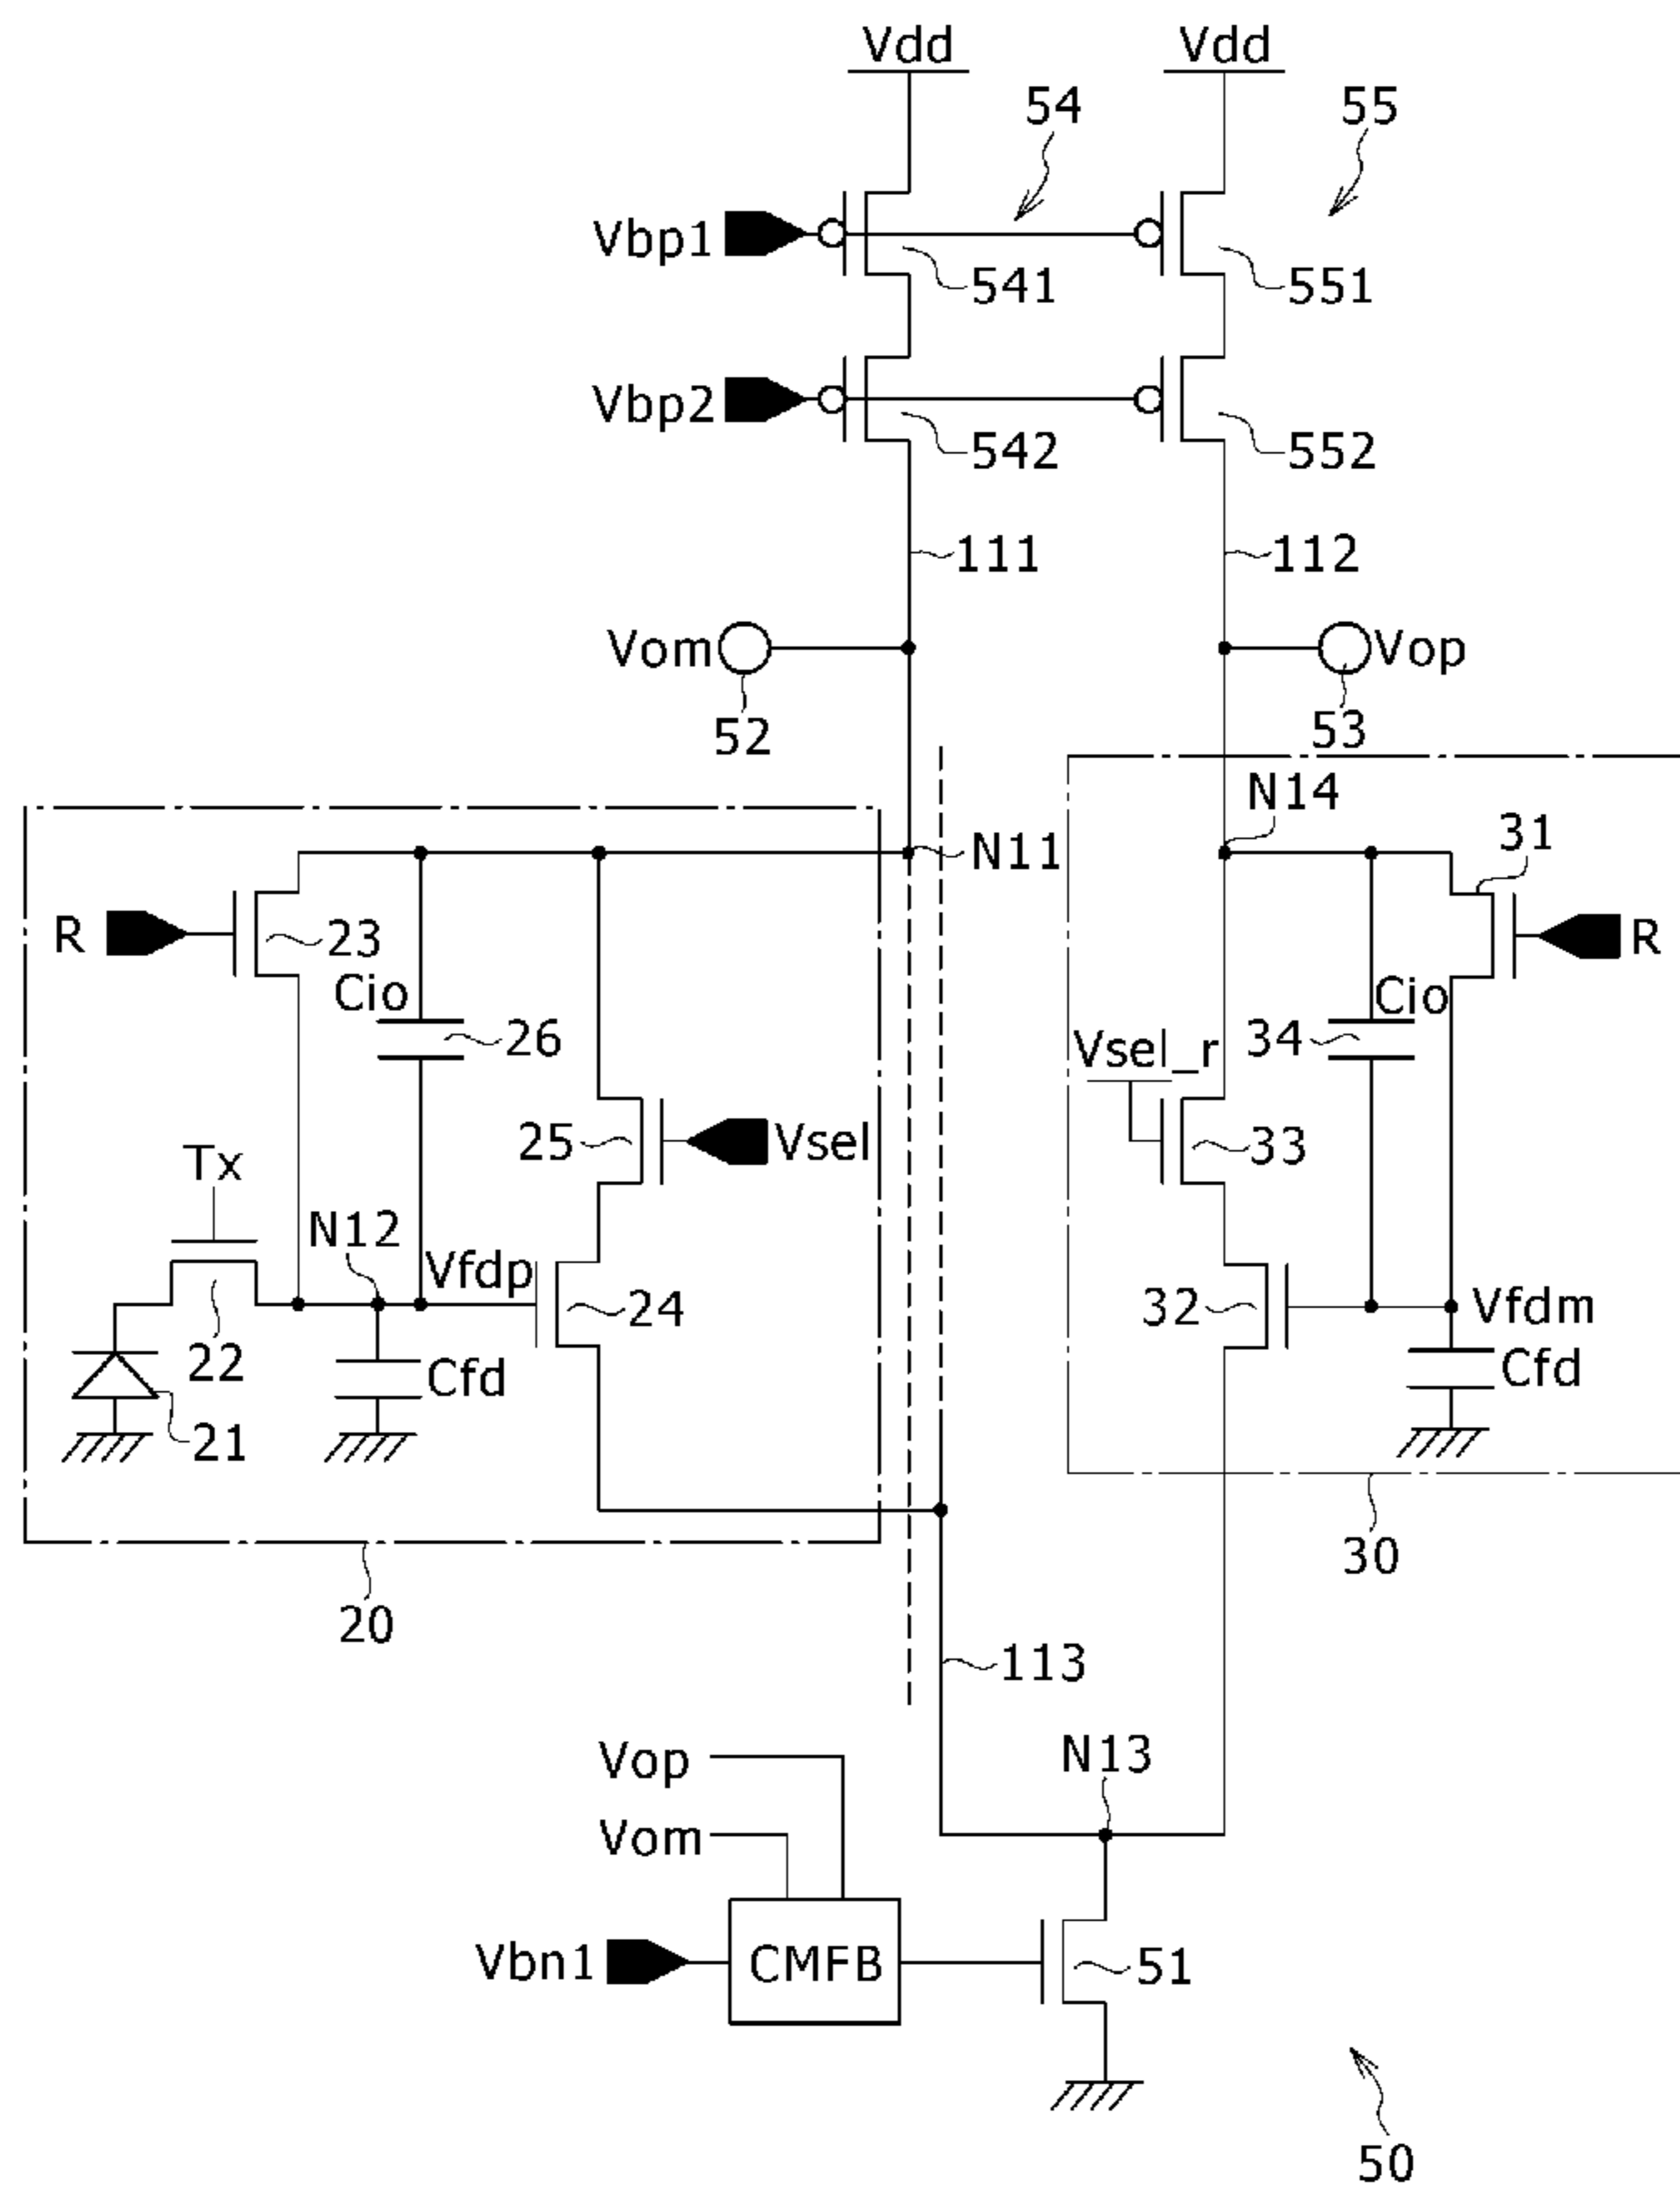 Vdd Vdd
54 55
Vbp1
541 551
Vbp2
542 552
111 112
Vom Vop
52 53
N14
31
N11
R 23 R
Cio Cio
26 34
Vsel_r
25 Vsel 33
Tx
N12
Vfdp
24 32 Vfdm
22 Cfd Cfd
21
30
20
113
Vop N13
Vom
Vbn1 CMFB 51
50